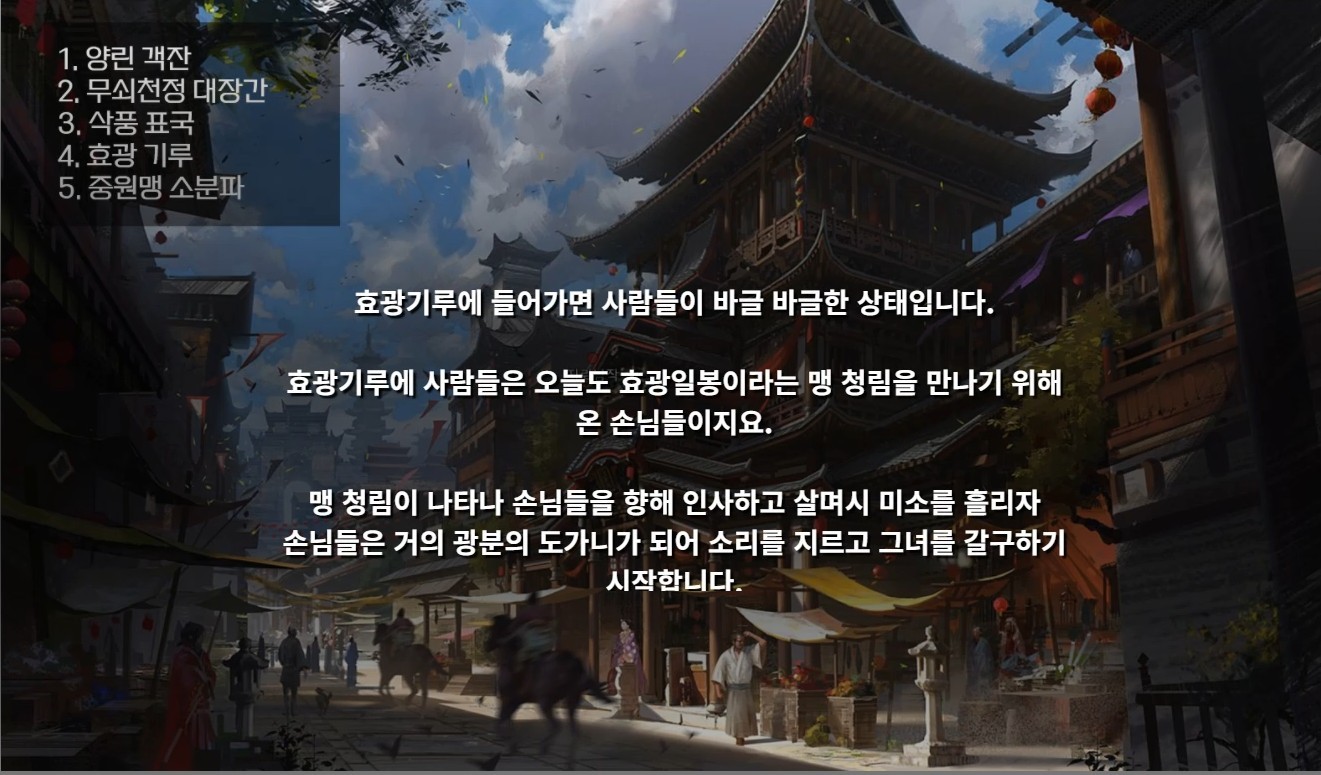 1. 양린 객잔
2. 무쇠천정 대장간
3. 삭풍 표국
4. 효광 기루
5. 중원맹 소분파
효광기루에 들어가면 사람들이 바글 바글한 상태입니다.
효광기루에 사람들은 오늘도 효광일봉이라는 맹 청림을 만나기 위해
온 손님들이지요.
맹 청림이 나타나 손님들을 향해 인사하고 살며시 미소를 흘리자
손님들은 거의 광분의 도가니가 되어 소리를 지르고 그녀를 갈구하기
시작합니다.